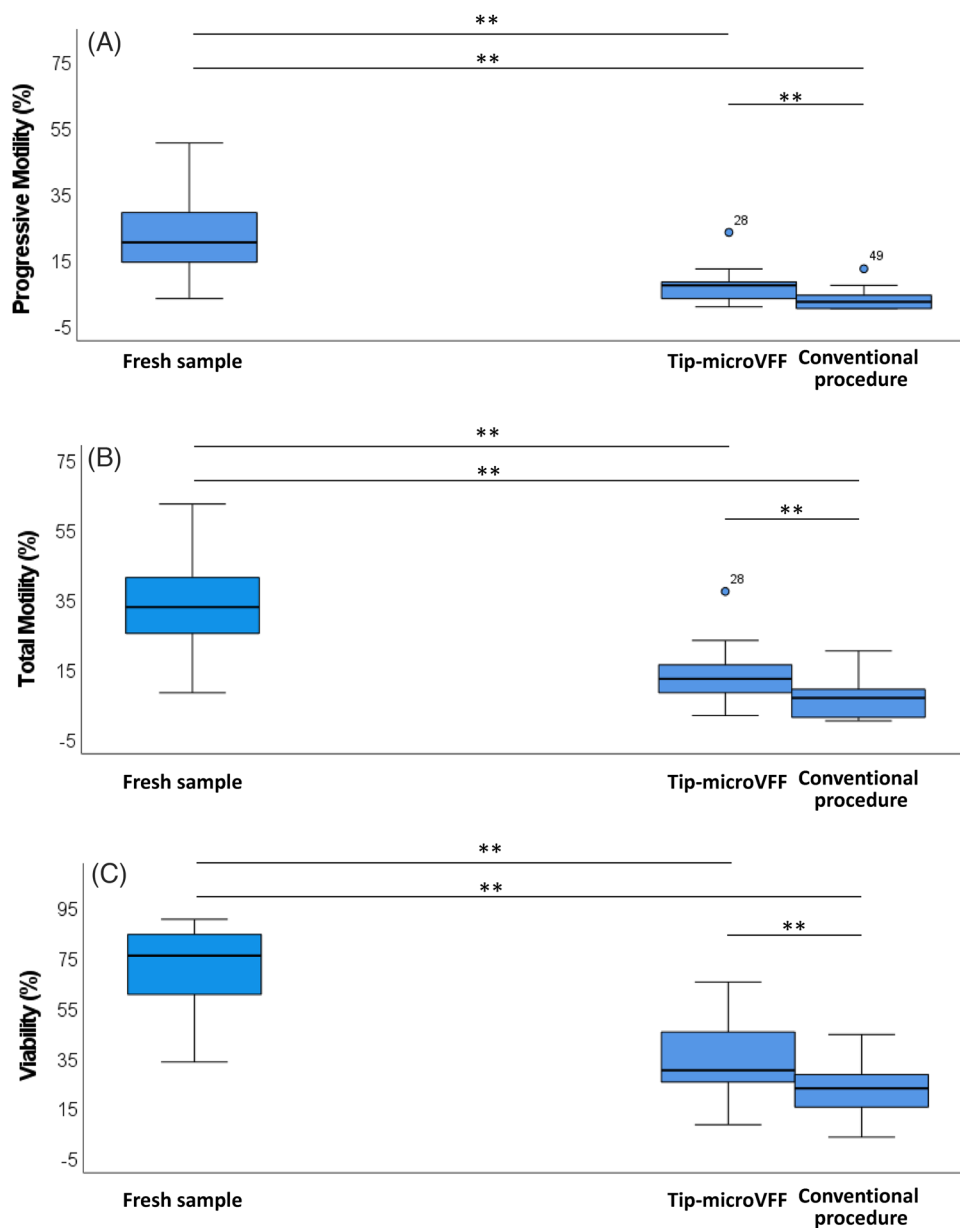 (A)
**
**
**
Progressive Motility (%)
75
55
35
15
-5
28
49
Fresh sample
Tip-microVFF
Conventional
procedure
(B)
**
**
**
Total Motility (%)
75
55
35
15
-5
28
Fresh sample
Tip-microVFF
Conventional
procedure
(C)
**
**
**
Viability (%)
95
75
55
35
15
-5
Fresh sample
Tip-microVFF
Conventional
procedure